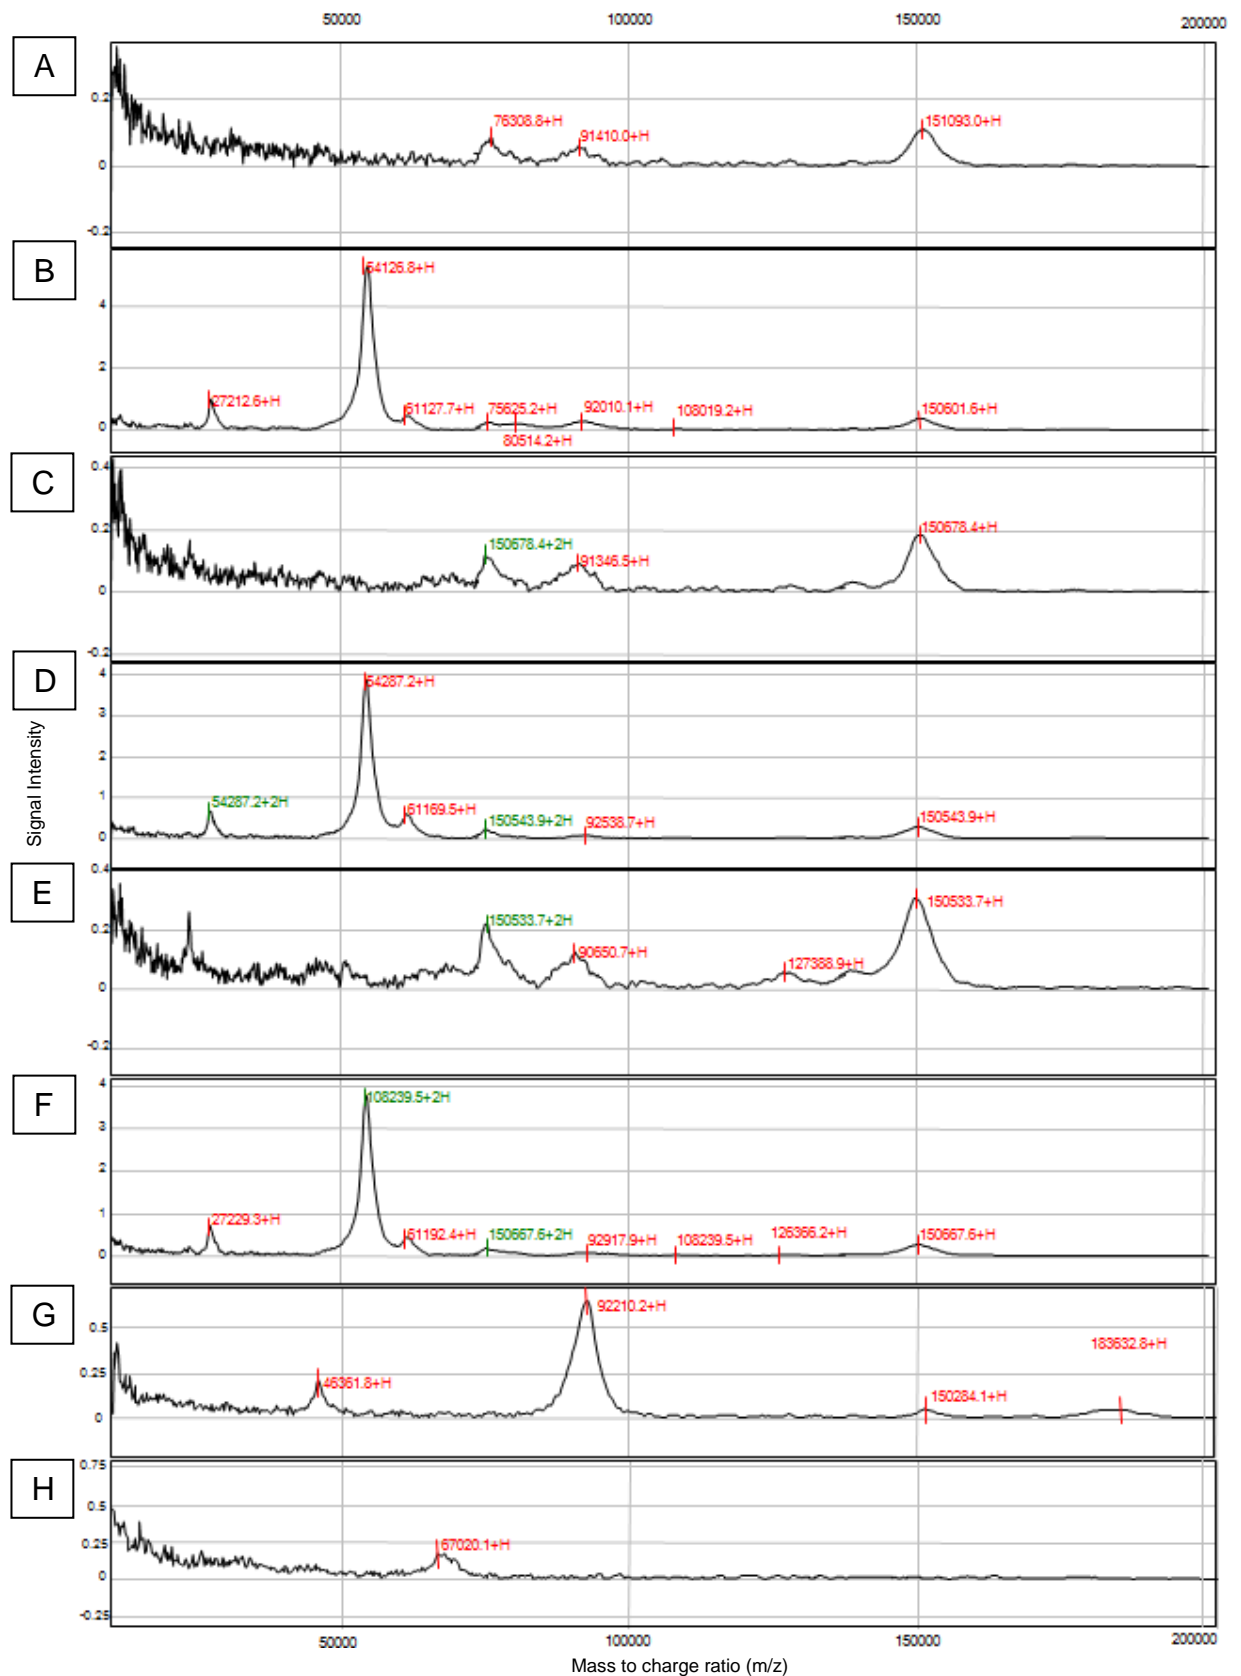 50000 100000 150000 200000
A
0.2
0
-0.2
76308.8+H
91410.0+H
151093.0+H
B
4
2
0
54126.8+H
27212.6+H
61127.7+H
75625.2+H
80514.2+H
92010.1+H
108019.2+H
150601.6+H
C
0.4
0.2
0
-0.2
150678.4+2H
91346.5+H
150678.4+H
D
4
3
2
1
0
54287.2+H
54287.2+2H
61169.5+H
150543.9+2H
92538.7+H
150543.9+H
Signal Intensity
E
0.4
0.2
0
-0.2
150533.7+2H
90650.7+H
127388.9+H
150533.7+H
F
4
3
2
1
0
108239.5+2H
27229.3+H
61192.4+H
150667.6+2H
92917.9+H
108239.5+H
126366.2+H
150667.6+H
G
0.5
0.25
0
92210.2+H
46361.8+H
150284.1+H
183632.8+H
H
0.75
0.5
0.25
0
-0.25
67020.1+H
50000 100000 150000 200000
Mass to charge ratio (m/z)